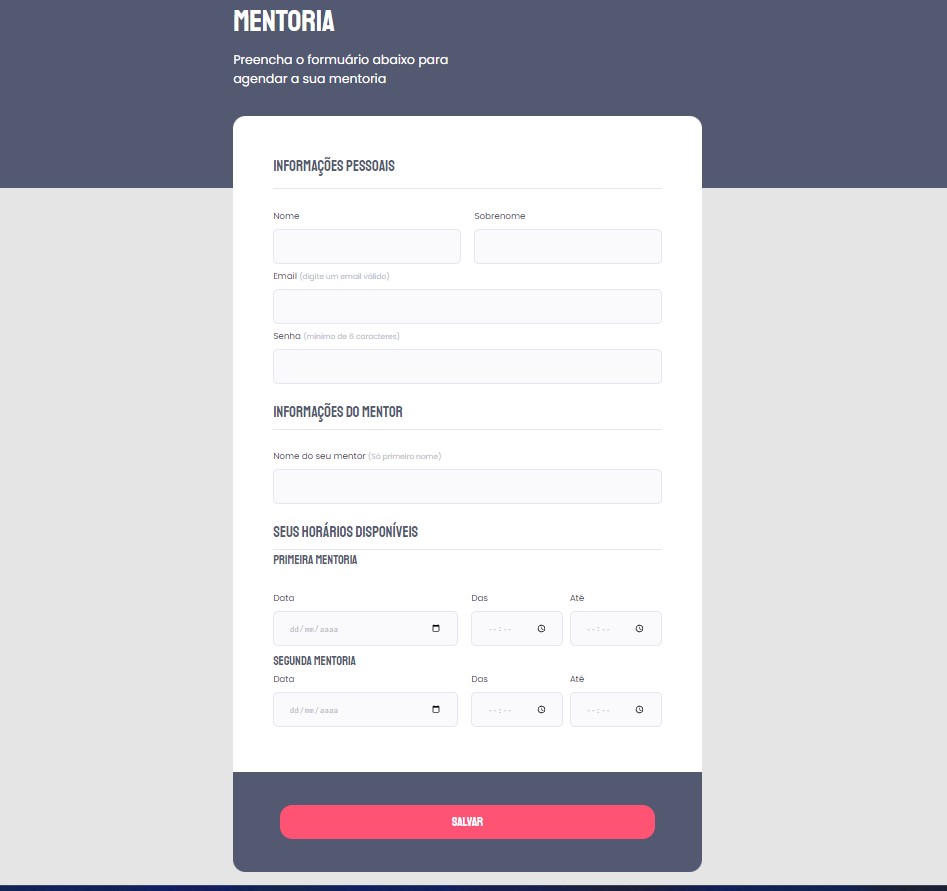 MENTORIA
Preencha o formuário abaixo para
agendar a sua mentoria
INFORMAÇÕES PESSOAIS
Nome Sobrenome
Email (digite um email válido)
Senha (mínimo de 6 caracteres)
INFORMAÇÕES DO MENTOR
Nome do seu mentor (Só primeiro nome)
SEUS HORÁRIOS DISPONÍVEIS
PRIMEIRA MENTORIA
Data Das Até
dd/mm/aaaa --:-- --:--
SEGUNDA MENTORIA
Data Das Até
dd/mm/aaaa --:-- --:--
SALVAR